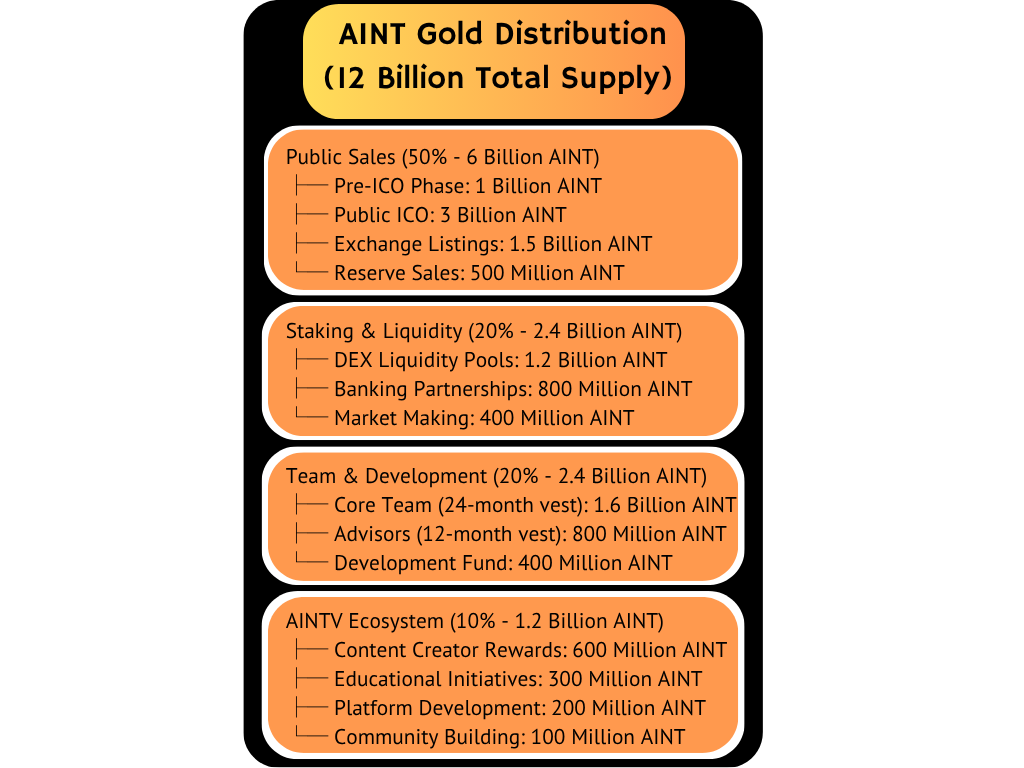 AINT Gold Distribution
(12 Billion Total Supply)
Public Sales (50% - 6 Billion AINT)
├── Pre-ICO Phase: 1 Billion AINT
├── Public ICO: 3 Billion AINT
├── Exchange Listings: 1.5 Billion AINT
└── Reserve Sales: 500 Million AINT
Staking & Liquidity (20% - 2.4 Billion AINT)
├── DEX Liquidity Pools: 1.2 Billion AINT
├── Banking Partnerships: 800 Million AINT
└── Market Making: 400 Million AINT
Team & Development (20% - 2.4 Billion AINT)
├── Core Team (24-month vest): 1.6 Billion AINT
├── Advisors (12-month vest): 800 Million AINT
└── Development Fund: 400 Million AINT
AINTV Ecosystem (10% - 1.2 Billion AINT)
├── Content Creator Rewards: 600 Million AINT
├── Educational Initiatives: 300 Million AINT
├── Platform Development: 200 Million AINT
└── Community Building: 100 Million AINT